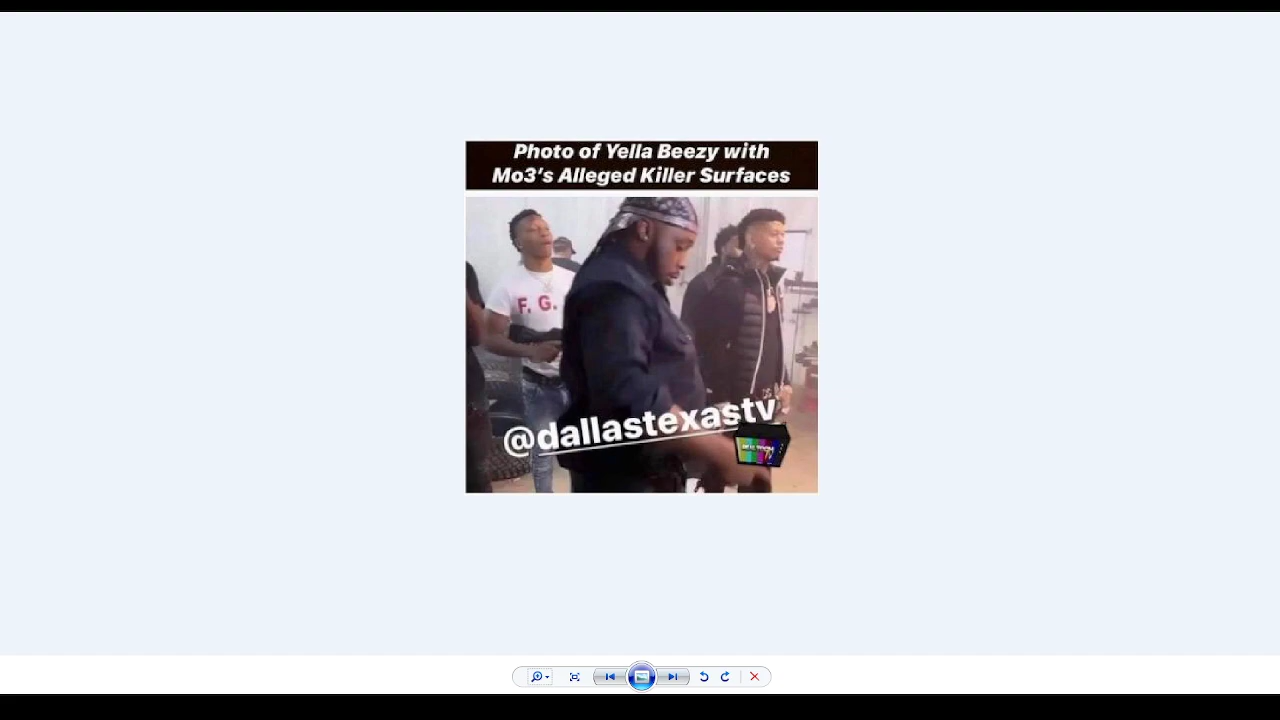 Photo of Yella Beezy with
Mo3's Alleged Killer Surfaces
F. G.
@dallastexastv